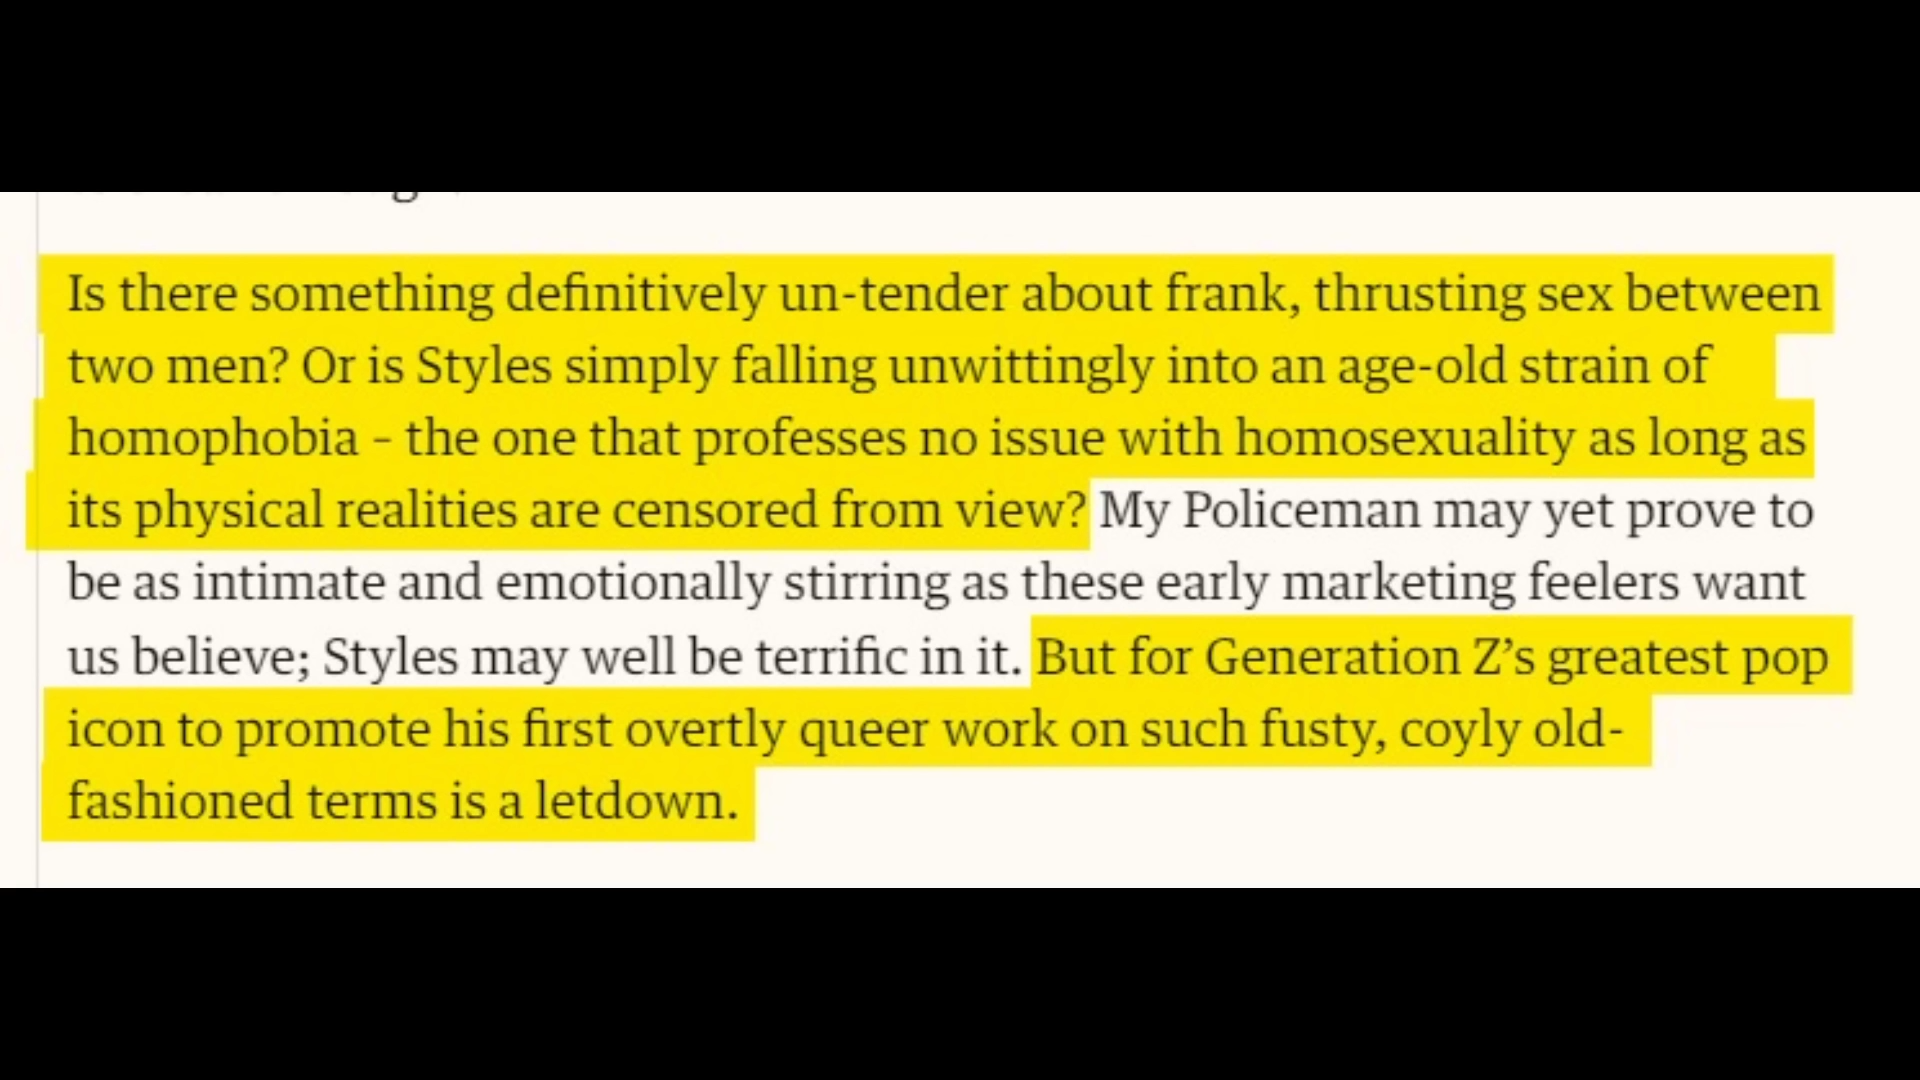 Is there something definitively un-tender about frank, thrusting sex between
two men? Or is Styles simply falling unwittingly into an age-old strain of
homophobia – the one that professes no issue with homosexuality as long as
its physical realities are censored from view? My Policeman may yet prove to
be as intimate and emotionally stirring as these early marketing feelers want
us believe; Styles may well be terrific in it. But for Generation Z’s greatest pop
icon to promote his first overtly queer work on such fusty, coyly old-
fashioned terms is a letdown.